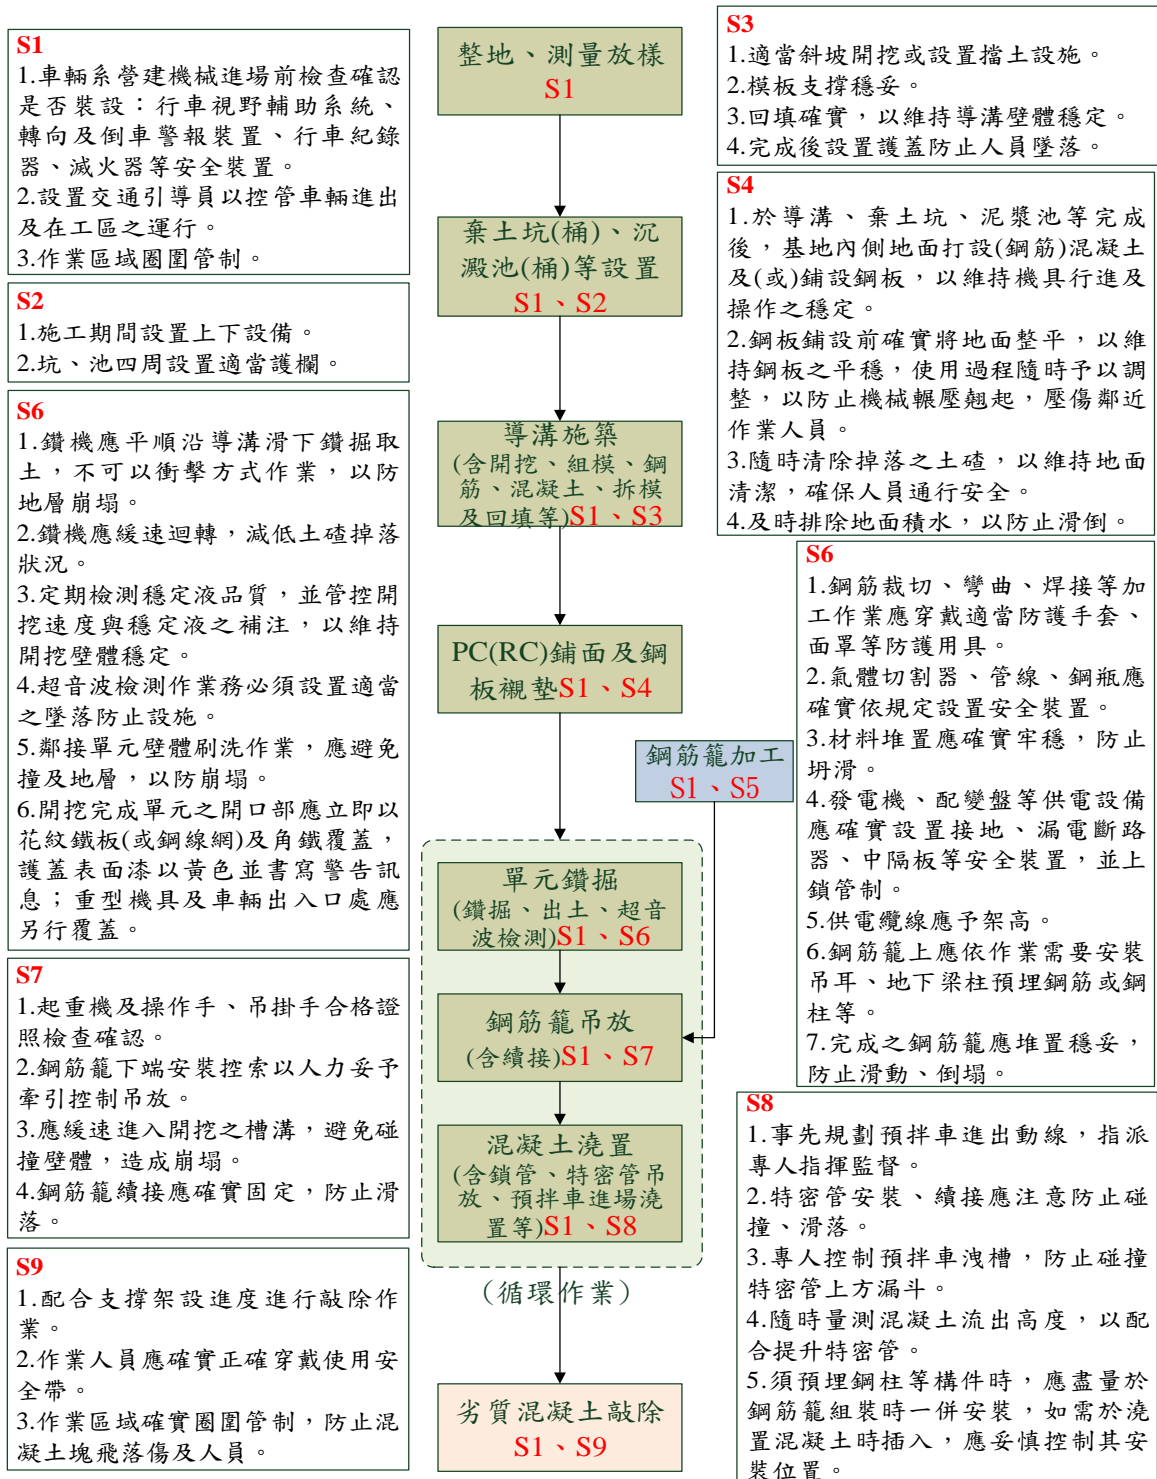 S1
1.車輛系營建機械進場前檢查確認
是否裝設：行車視野輔助系統、
轉向及倒車警報裝置、行車紀錄
器、滅火器等安全裝置。
2.設置交通引導員以控管車輛進出
及在工區之運行。
3.作業區域圈圍管制。
S2
1.施工期間設置上下設備。
2.坑、池四周設置適當護欄。
S6
1.鑽機應平順沿導溝滑下鑽掘取
土，不可以衝擊方式作業，以防
地層崩塌。
2.鑽機應緩速迴轉，減低土碴掉落
狀況。
3.定期檢測穩定液品質，並管控開
挖速度與穩定液之補注，以維持
開挖壁體穩定。
4.超音波檢測作業務必須設置適當
之墜落防止設施。
5.鄰接單元壁體刷洗作業，應避免
撞及地層，以防崩塌。
6.開挖完成單元之開口部應立即以
花紋鐵板(或鋼線網)及角鐵覆蓋，
護蓋表面漆以黃色並書寫警告訊
息；重型機具及車輛出入口處應
另行覆蓋。
S7
1.起重機及操作手、吊掛手合格證
照檢查確認。
2.鋼筋籠下端安裝控索以人力妥予
牽引控制吊放。
3.應緩速進入開挖之槽溝，避免碰
撞壁體，造成崩塌。
4.鋼筋籠續接應確實固定，防止滑
落。
S9
1.配合支撐架設進度進行敲除作
業。
2.作業人員應確實正確穿戴使用安
全帶。
3.作業區域確實圈圍管制，防止混
凝土塊飛落傷及人員。
整地、測量放樣
S1
棄土坑(桶)、沉
澱池(桶)等設置
S1、S2
導溝施築
(含開挖、組模、鋼
筋、混凝土、拆模
及回填等)S1、S3
PC(RC)鋪面及鋼
板襯墊S1、S4
鋼筋籠加工
S1、S5
單元鑽掘
(鑽掘、出土、超音
波檢測)S1、S6
鋼筋籠吊放
(含續接)S1、S7
混凝土澆置
(含鎖管、特密管吊
放、預拌車進場澆
置等)S1、S8
(循環作業)
劣質混凝土敲除
S1、S9
S3
1.適當斜坡開挖或設置擋土設施。
2.模板支撐穩妥。
3.回填確實，以維持導溝壁體穩定。
4.完成後設置護蓋防止人員墜落。
S4
1.於導溝、棄土坑、泥漿池等完成
後，基地內側地面打設(鋼筋)混凝土
及(或)鋪設鋼板，以維持機具行進及
操作之穩定。
2.鋼板鋪設前確實將地面整平，以維
持鋼板之平穩，使用過程隨時予以調
整，以防止機械輾壓翹起，壓傷鄰近
作業人員。
3.隨時清除掉落之土碴，以維持地面
清潔，確保人員通行安全。
4.及時排除地面積水，以防止滑倒。
S6
1.鋼筋裁切、彎曲、焊接等加
工作業應穿戴適當防護手套、
面罩等防護用具。
2.氣體切割器、管線、鋼瓶應
確實依規定設置安全裝置。
3.材料堆置應確實牢穩，防止
坍滑。
4.發電機、配變盤等供電設備
應確實設置接地、漏電斷路
器、中隔板等安全裝置，並上
鎖管制。
5.供電纜線應予架高。
6.鋼筋籠上應依作業需要安裝
吊耳、地下梁柱預埋鋼筋或鋼
柱等。
7.完成之鋼筋籠應堆置穩妥，
防止滑動、倒塌。
S8
1.事先規劃預拌車進出動線，指派
專人指揮監督。
2.特密管安裝、續接應注意防止碰
撞、滑落。
3.專人控制預拌車洩槽，防止碰撞
特密管上方漏斗。
4.隨時量測混凝土流出高度，以配
合提升特密管。
5.須預埋鋼柱等構件時，應盡量於
鋼筋籠組裝時一併安裝，如需於澆
置混凝土時插入，應妥慎控制其安
裝位置。